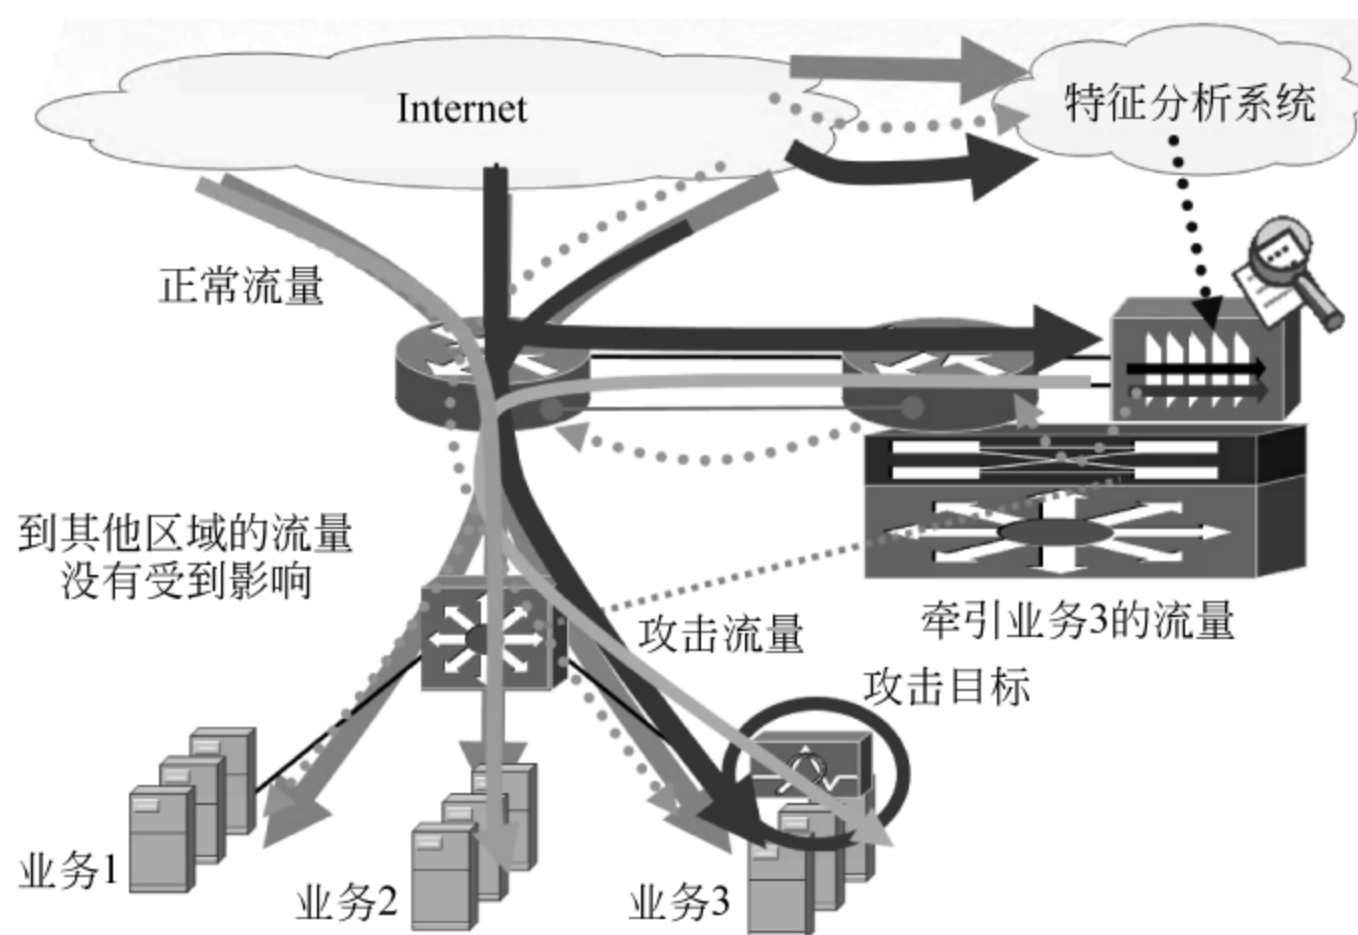 Internet
特征分析系统
正常流量
到其他区域的流量
没有受到影响
攻击流量
牵引业务3的流量
攻击目标
业务1
业务2
业务3